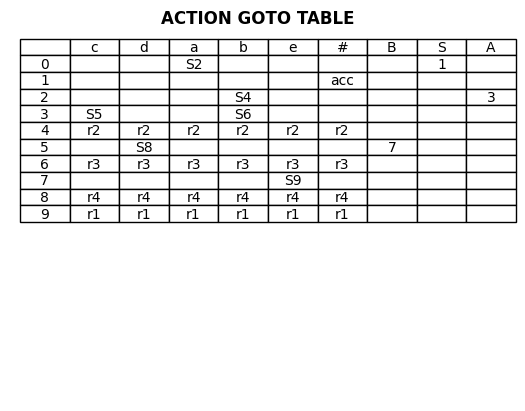 ACTION GOTO TABLE
c d a b e # B S A
0 S2 1
1 acc
2 S4 3
3 S5 S6
4 r2 r2 r2 r2 r2 r2
5 S8 7
6 r3 r3 r3 r3 r3 r3
7 S9
8 r4 r4 r4 r4 r4 r4
9 r1 r1 r1 r1 r1 r1